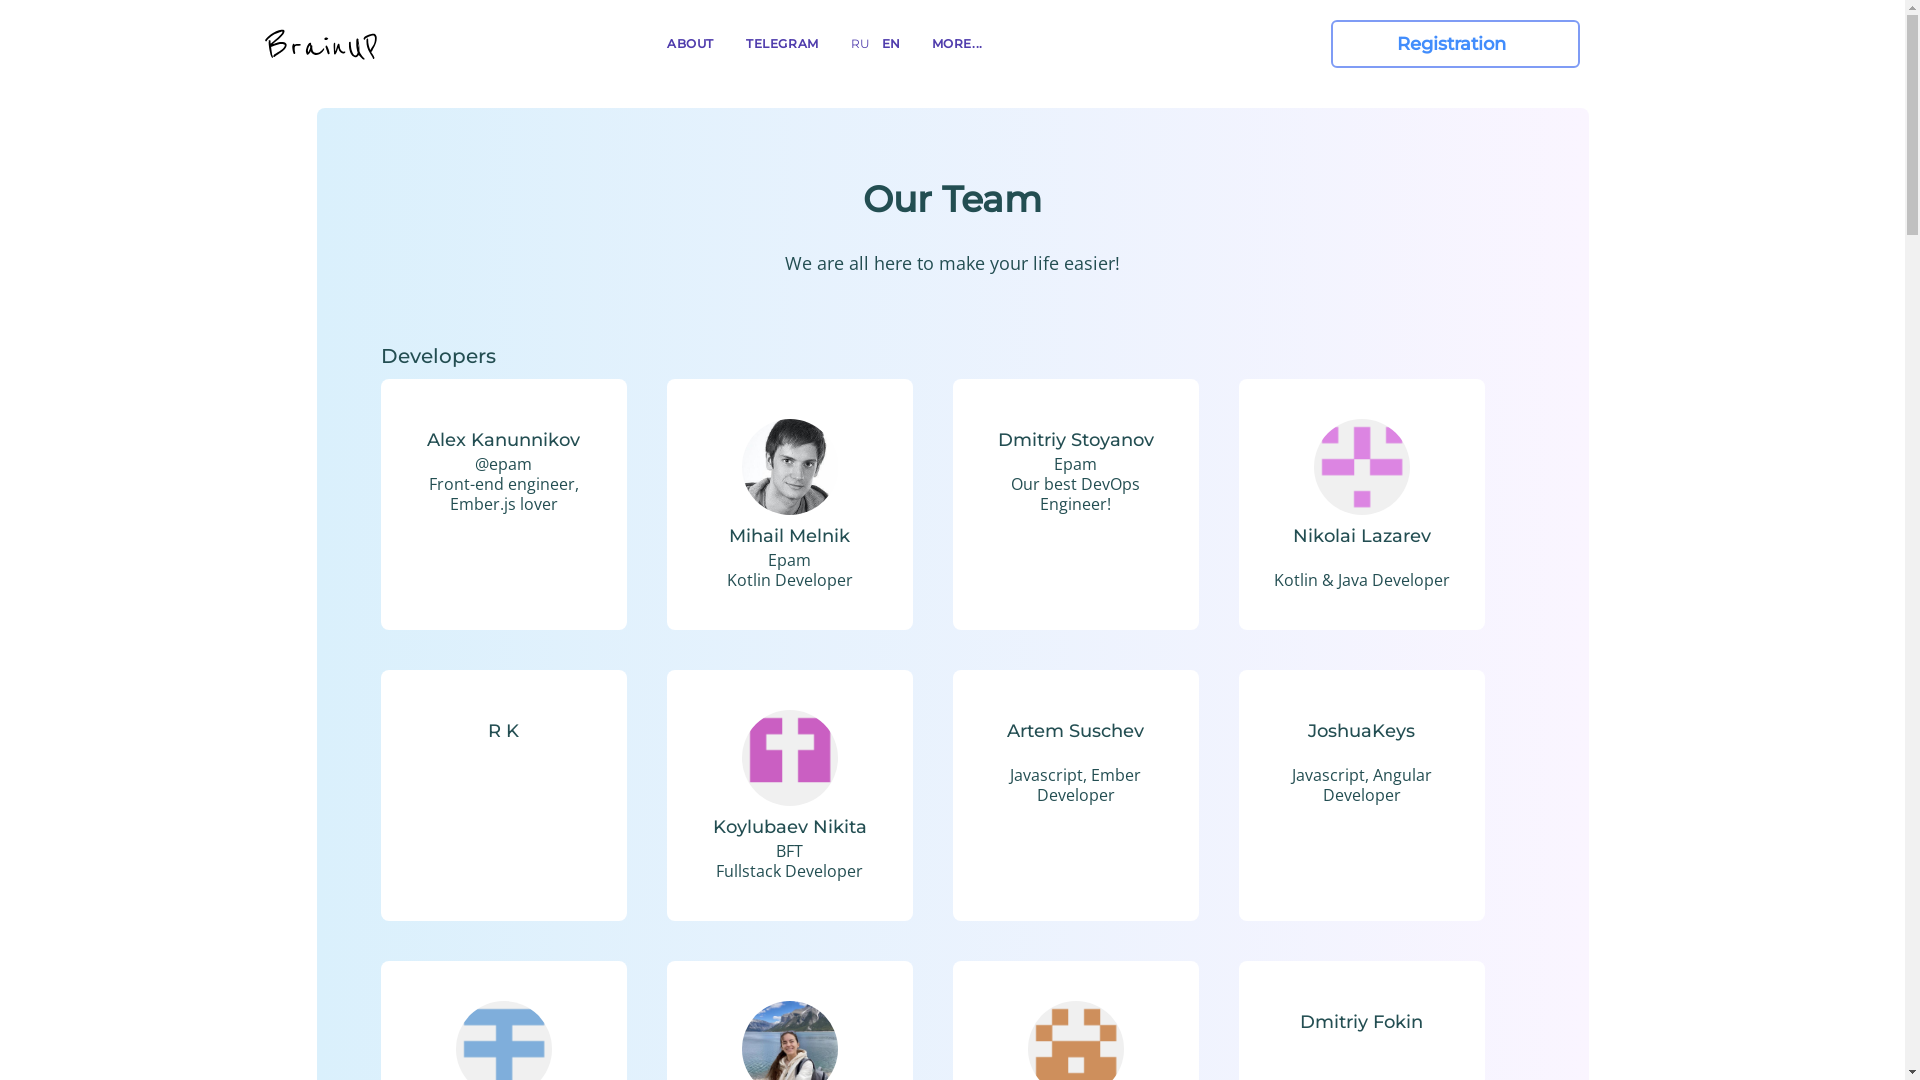 BrainUP
ABOUT
TELEGRAM
RU
EN
MORE...
Registration
Our Team
We are all here to make your life easier!
Developers
Alex Kanunnikov
@epam
Front-end engineer,
Ember.js lover
Mihail Melnik
Epam
Kotlin Developer
Dmitriy Stoyanov
Epam
Our best DevOps
Engineer!
Nikolai Lazarev
Kotlin & Java Developer
R K
Koylubaev Nikita
BFT
Fullstack Developer
Artem Suschev
Javascript, Ember
Developer
JoshuaKeys
Javascript, Angular
Developer
Dmitriy Fokin